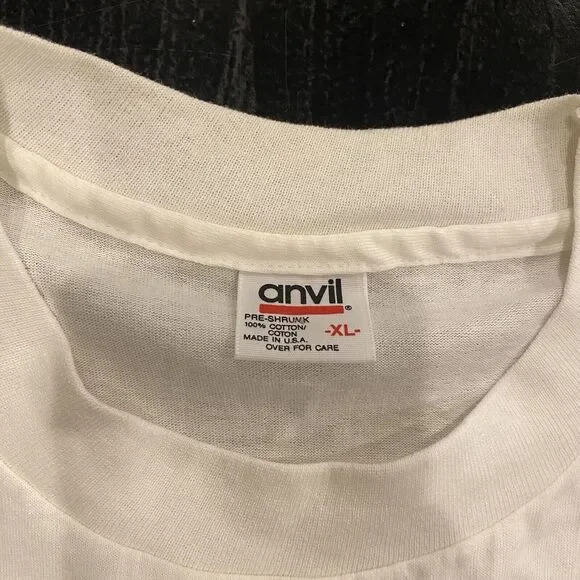 anvil®
PRE-SHRUNK
100% COTTON/
COTON
MADE IN U.S.A.
OVER FOR CARE
-XL-